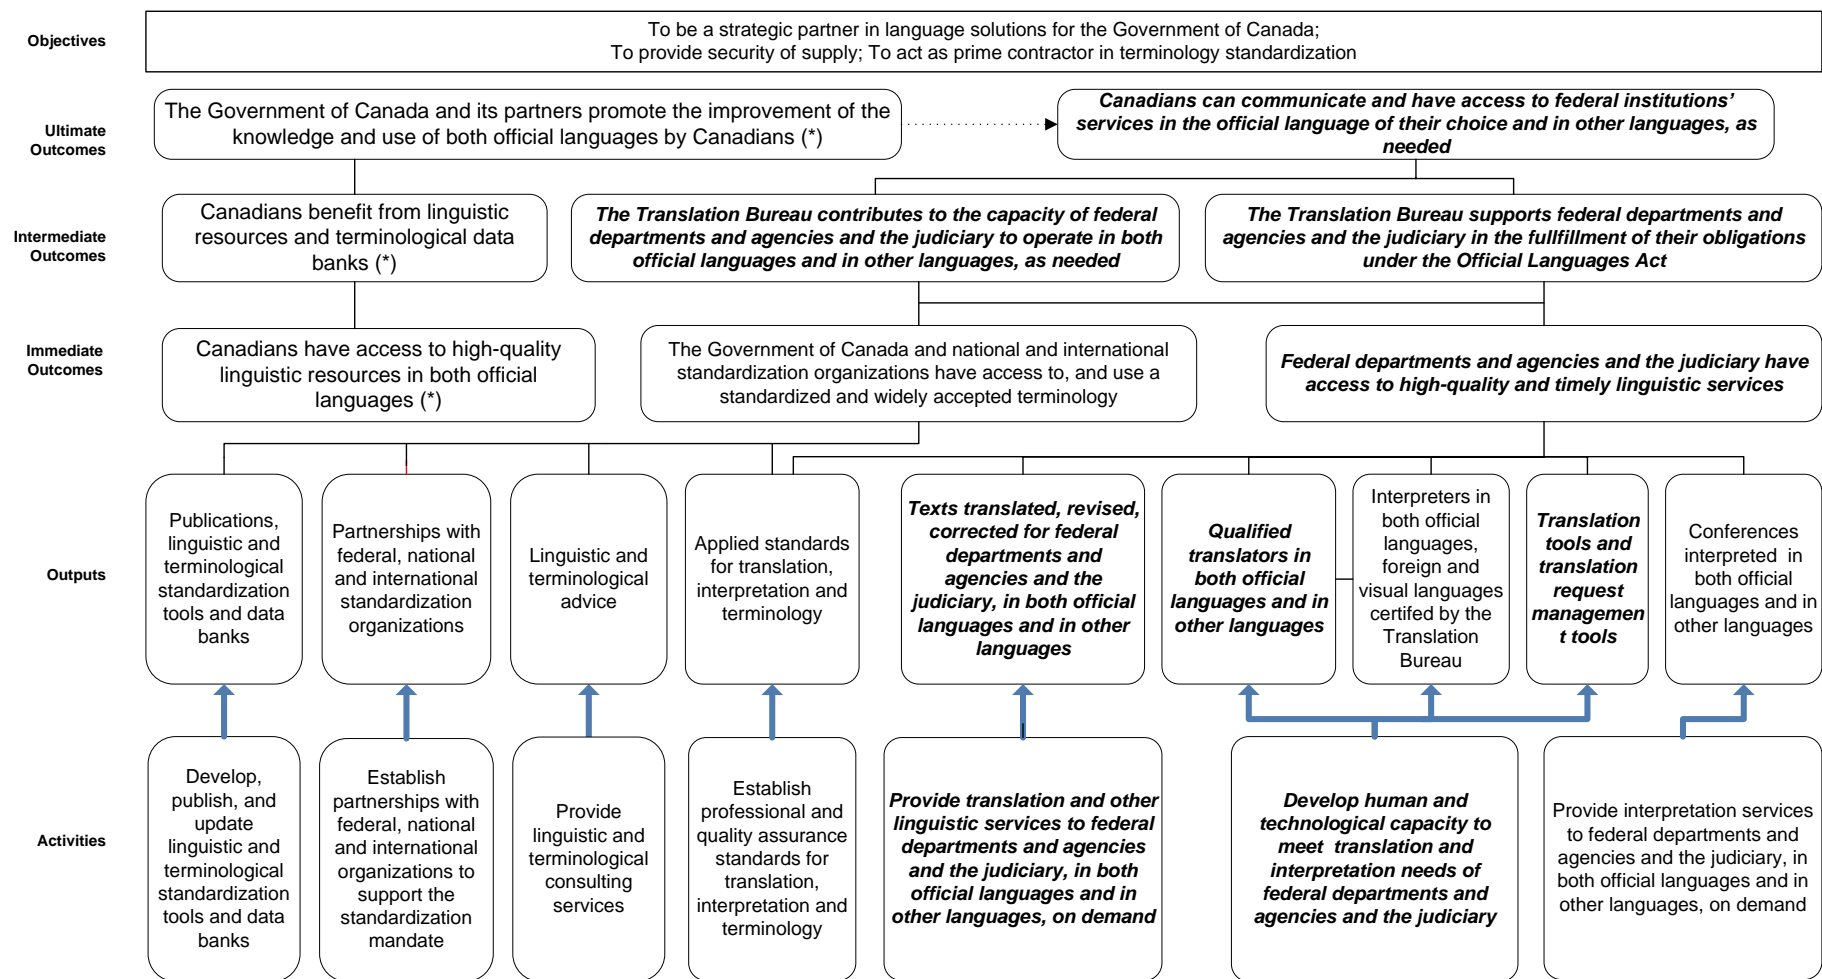 Objectives
To be a strategic partner in language solutions for the Government of Canada;
To provide security of supply; To act as prime contractor in terminology standardization
Ultimate
Outcomes
The Government of Canada and its partners promote the improvement of the
knowledge and use of both official languages by Canadians (*)
Canadians can communicate and have access to federal institutions’
services in the official language of their choice and in other languages, as
needed
Intermediate
Outcomes
Canadians benefit from linguistic
resources and terminological data
banks (*)
The Translation Bureau contributes to the capacity of federal
departments and agencies and the judiciary to operate in both
official languages and in other languages, as needed
The Translation Bureau supports federal departments and
agencies and the judiciary in the fullfillment of their obligations
under the Official Languages Act
Immediate
Outcomes
Canadians have access to high-quality
linguistic resources in both official
languages (*)
The Government of Canada and national and international
standardization organizations have access to, and use a
standardized and widely accepted terminology
Federal departments and agencies and the judiciary have
access to high-quality and timely linguistic services
Outputs
Publications,
linguistic and
terminological
standardization
tools and data
banks
Partnerships with
federal, national
and international
standardization
organizations
Linguistic and
terminological
advice
Applied standards
for translation,
interpretation and
terminology
Texts translated, revised,
corrected for federal
departments and
agencies and the
judiciary, in both official
languages and in other
languages
Qualified
translators in
both official
languages and in
other languages
Interpreters in
both official
languages,
foreign and
visual languages
certifed by the
Translation
Bureau
Translation
tools and
translation
request
managemen
t tools
Conferences
interpreted in
both official
languages and in
other languages
Activities
Develop,
publish, and
update
linguistic and
terminological
standardization
tools and data
banks
Establish
partnerships with
federal, national
and international
organizations to
support the
standardization
mandate
Provide
linguistic and
terminological
consulting
services
Establish
professional and
quality assurance
standards for
translation,
interpretation and
terminology
Provide translation and other
linguistic services to federal
departments and agencies
and the judiciary, in both
official languages and in
other languages, on demand
Develop human and
technological capacity to
meet translation and
interpretation needs of
federal departments and
agencies and the judiciary
Provide interpretation services
to federal departments and
agencies and the judiciary, in
both official languages and in
other languages, on demand